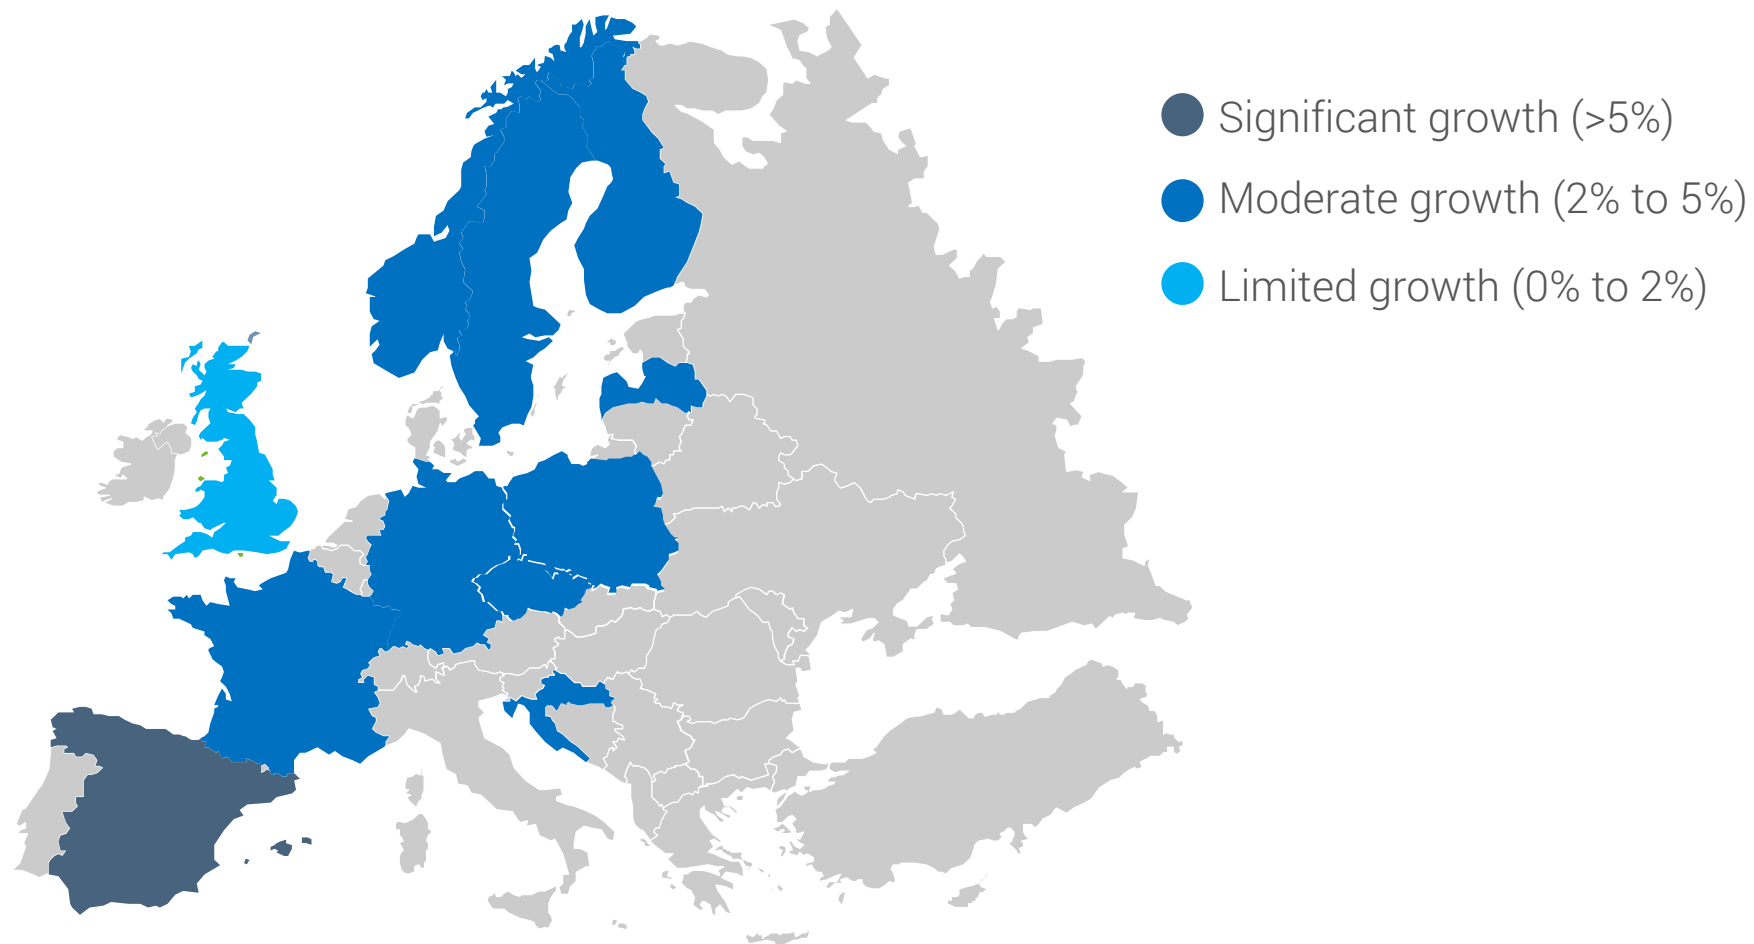 Significant growth (>5%)
Moderate growth (2% to 5%)
Limited growth (0% to 2%)